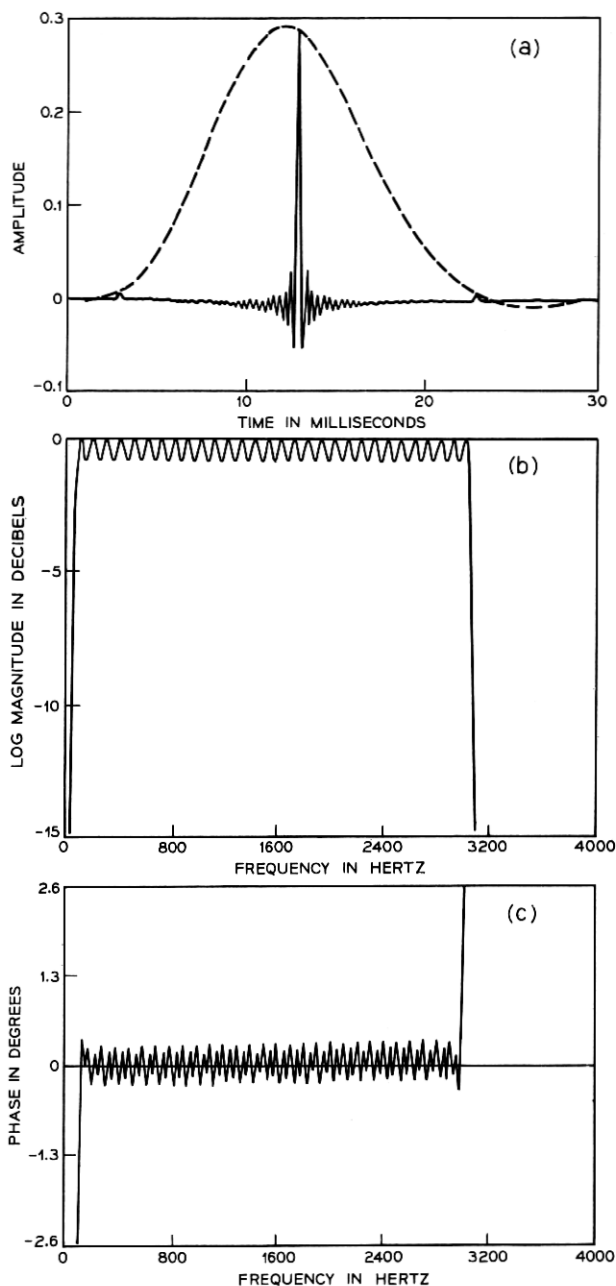 (a)
0.3
0.2
0.1
0
-0.1
AMPLITUDE
0 10 20 30
TIME IN MILLISECONDS
(b)
0
-5
-10
-15
LOG MAGNITUDE IN DECIBELS
0 800 1600 2400 3200 4000
FREQUENCY IN HERTZ
(c)
2.6
1.3
0
-1.3
-2.6
PHASE IN DEGREES
0 800 1600 2400 3200 4000
FREQUENCY IN HERTZ